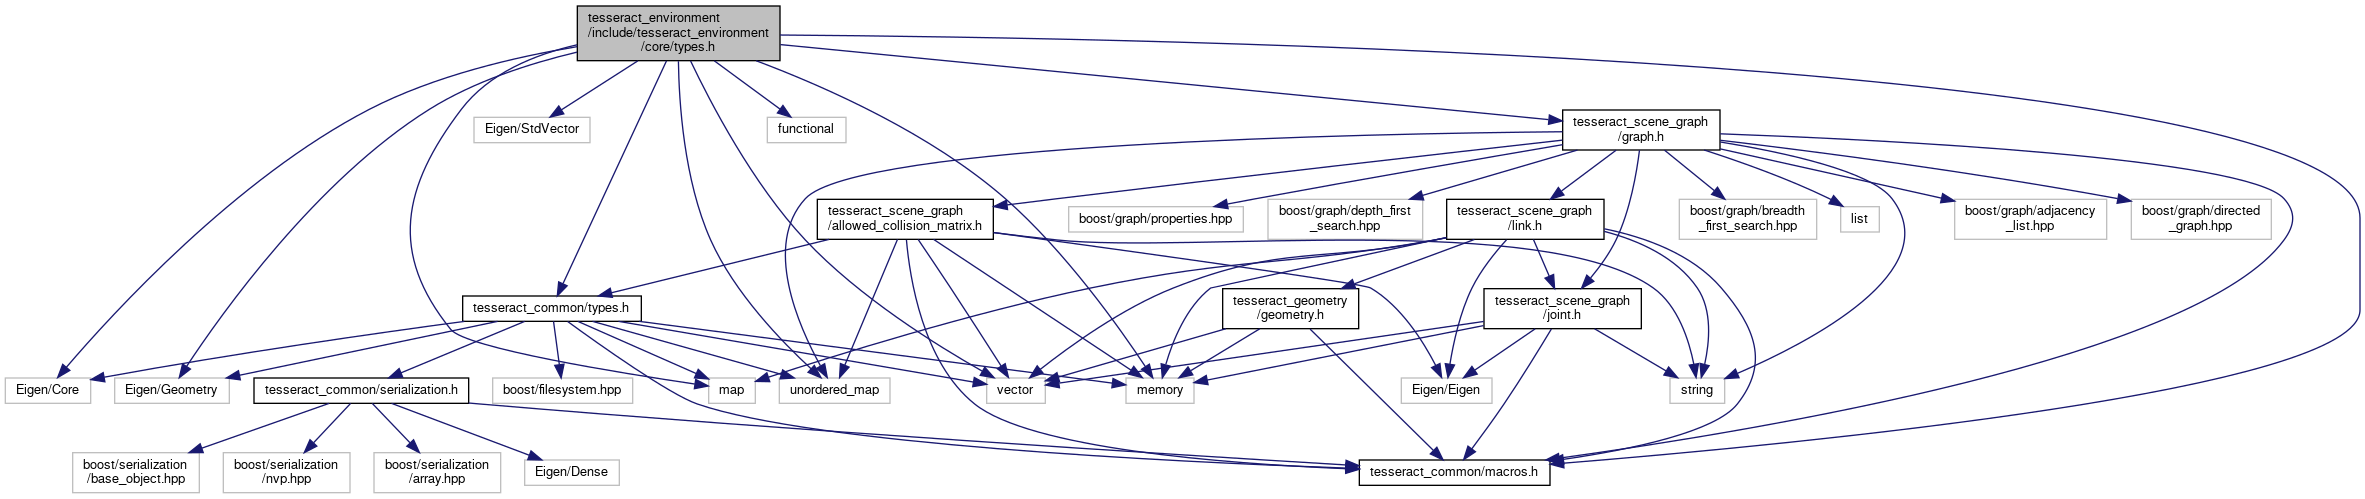 tesseract_environment
/include/tesseract_environment
/core/types.h
Eigen/StdVector
functional
tesseract_scene_graph
/graph.h
tesseract_scene_graph
/allowed_collision_matrix.h
boost/graph/properties.hpp
boost/graph/depth_first
_search.hpp
tesseract_scene_graph
/link.h
boost/graph/breadth
_first_search.hpp
list
boost/graph/adjacency
_list.hpp
boost/graph/directed
_graph.hpp
tesseract_common/types.h
tesseract_geometry
/geometry.h
tesseract_scene_graph
/joint.h
Eigen/Core
Eigen/Geometry
tesseract_common/serialization.h
boost/filesystem.hpp
map
unordered_map
vector
memory
Eigen/Eigen
string
boost/serialization
/base_object.hpp
boost/serialization
/nvp.hpp
boost/serialization
/array.hpp
Eigen/Dense
tesseract_common/macros.h